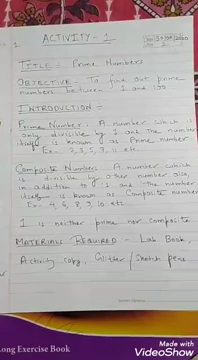 ACTIVITY - 1
TITLE : Prime Numbers
OBJECTIVE - To find out prime
numbers between 1 and 100
INTRODUCTION =
Prime Number : A number which is
only divisible by 1 and the number
itself is known as Prime number
Ex - 2, 3, 5, 7, 11 etc
Composite Number : A number which
is divisible by other number also,
in addition to 1 and the number
itself is known as Composite number
Ex - 4, 6, 8, 9, 10 etc
1 is neither prime nor composite
MATERIALS REQUIRED - Lab Book
Activity copy, Glitter / Sketch pens
Long Exercise Book
Made With
VideoShow